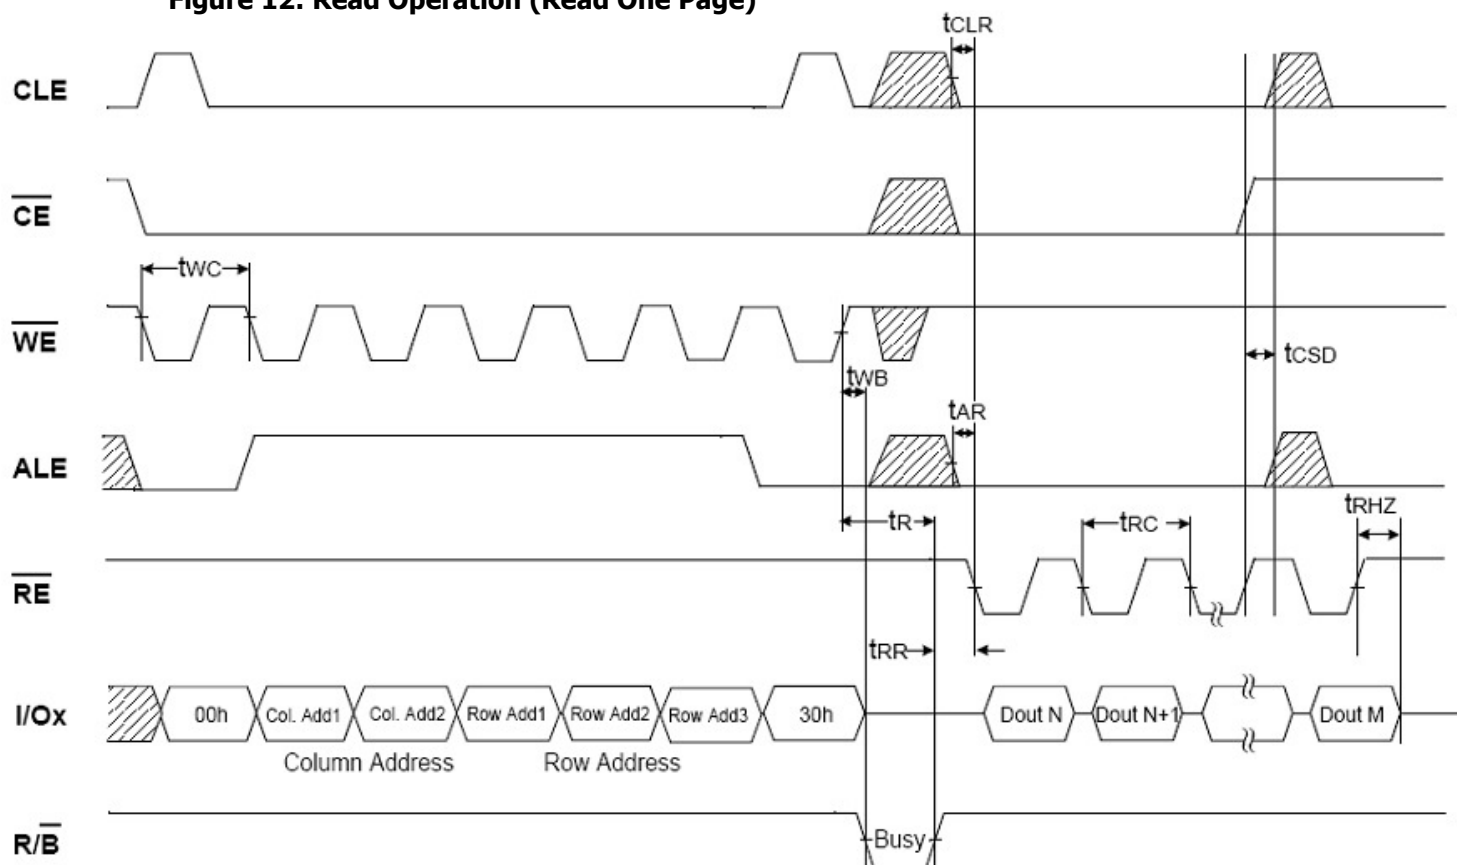 Figure 12. Read Operation (Read One Page)
tCLR
CLE
CE
tWC
WE
tWB
tCSD
tAR
ALE
tR
tRC
tRHZ
RE
tRR
I/Ox
00h
Col. Add1
Col. Add2
Row Add1
Row Add2
Row Add3
30h
Dout N
Dout N+1
Dout M
Column Address
Row Address
R/B
Busy